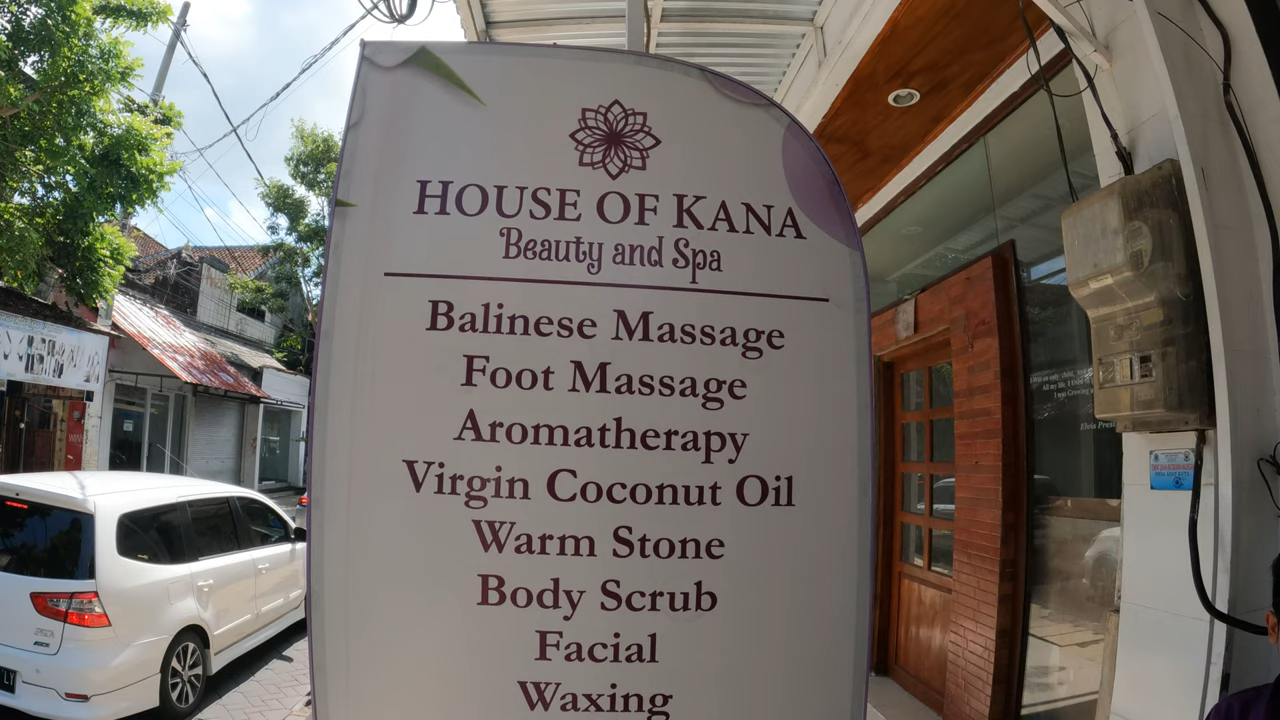 HOUSE OF KANA
Beauty and Spa
Balinese Massage
Foot Massage
Aromatherapy
Virgin Coconut Oil
Warm Stone
Body Scrub
Facial
Waxing